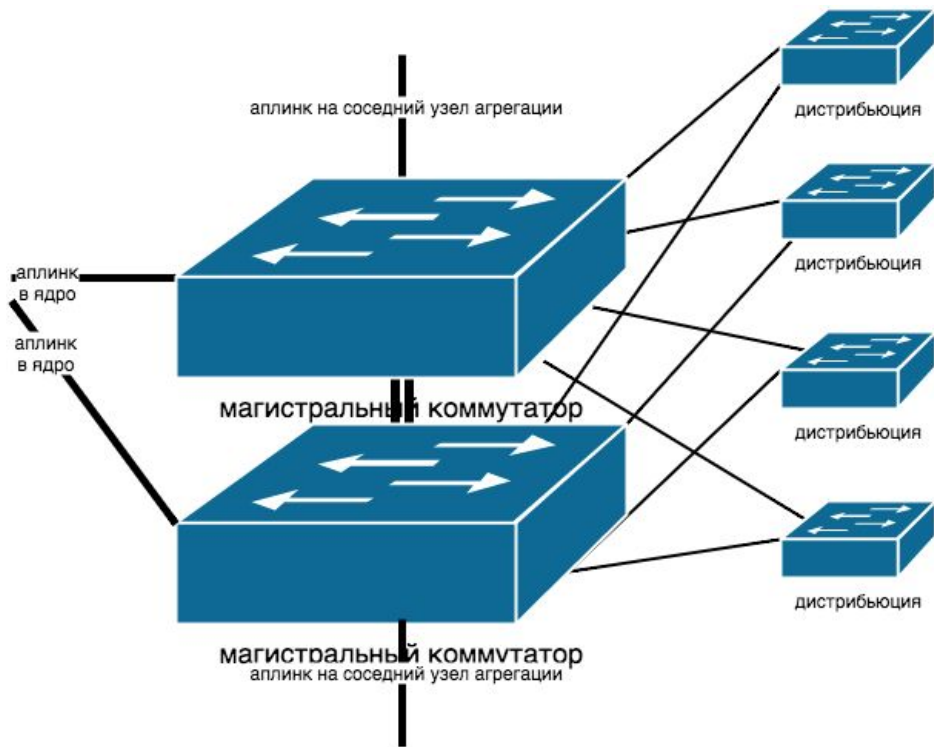 аплинк на соседний узел агрегации
дистрибьюция
дистрибьюция
аплинк
в ядро
аплинк
в ядро
магистральный коммутатор
дистрибьюция
дистрибьюция
магистральный коммутатор
аплинк на соседний узел агрегации